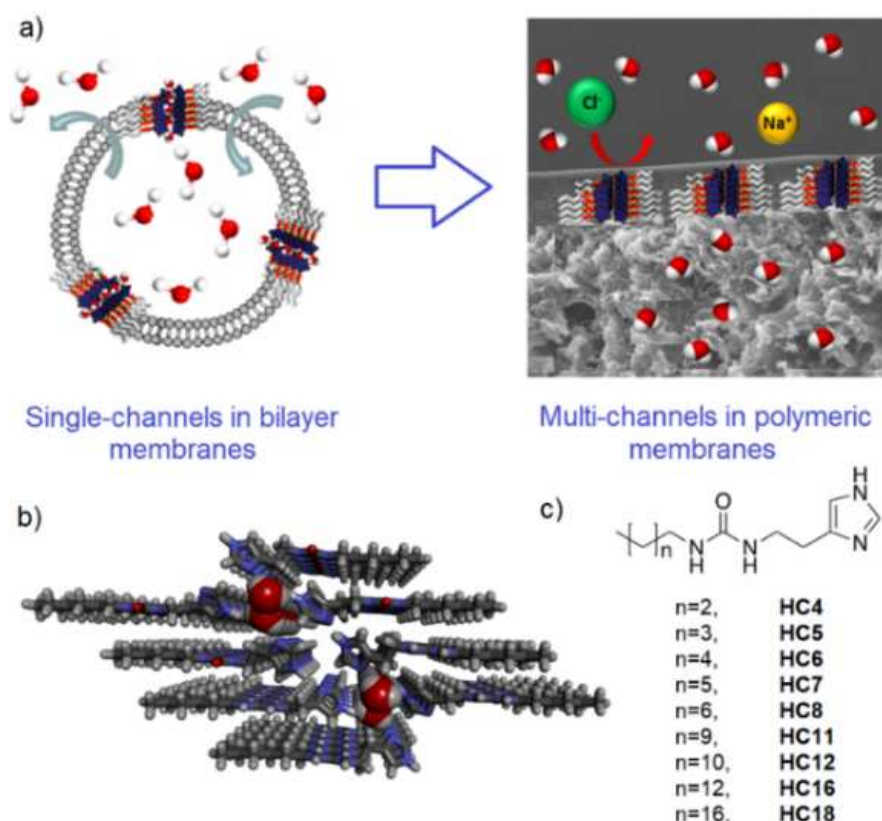 a)
Cl⁻
Na⁺
Single-channels in bilayer
membranes
Multi-channels in polymeric
membranes
b)
c)
H
N
O
n
N
H
N
H
N
n=2, HC4
n=3, HC5
n=4, HC6
n=5, HC7
n=6, HC8
n=9, HC11
n=10, HC12
n=12, HC16
n=16, HC18